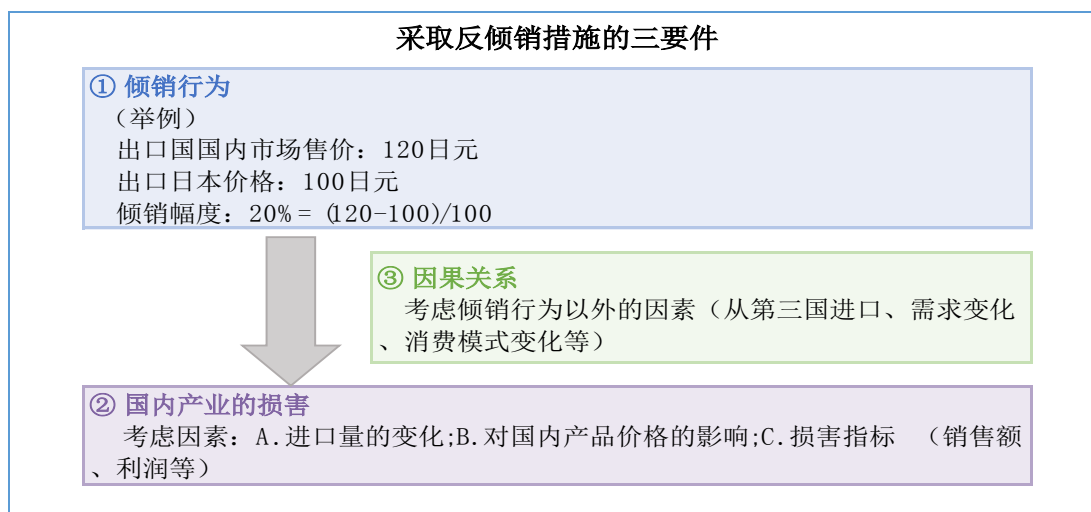 采取反倾销措施的三要件
① 倾销行为
（举例）
出口国国内市场售价：120日元
出口日本价格：100日元
倾销幅度：20%＝（120-100)/100
③ 因果关系
考虑倾销行为以外的因素（从第三国进口、需求变化
、消费模式变化等）
② 国内产业的损害
考虑因素：A.进口量的变化;B.对国内产品价格的影响;C.损害指标 （销售额
、利润等）